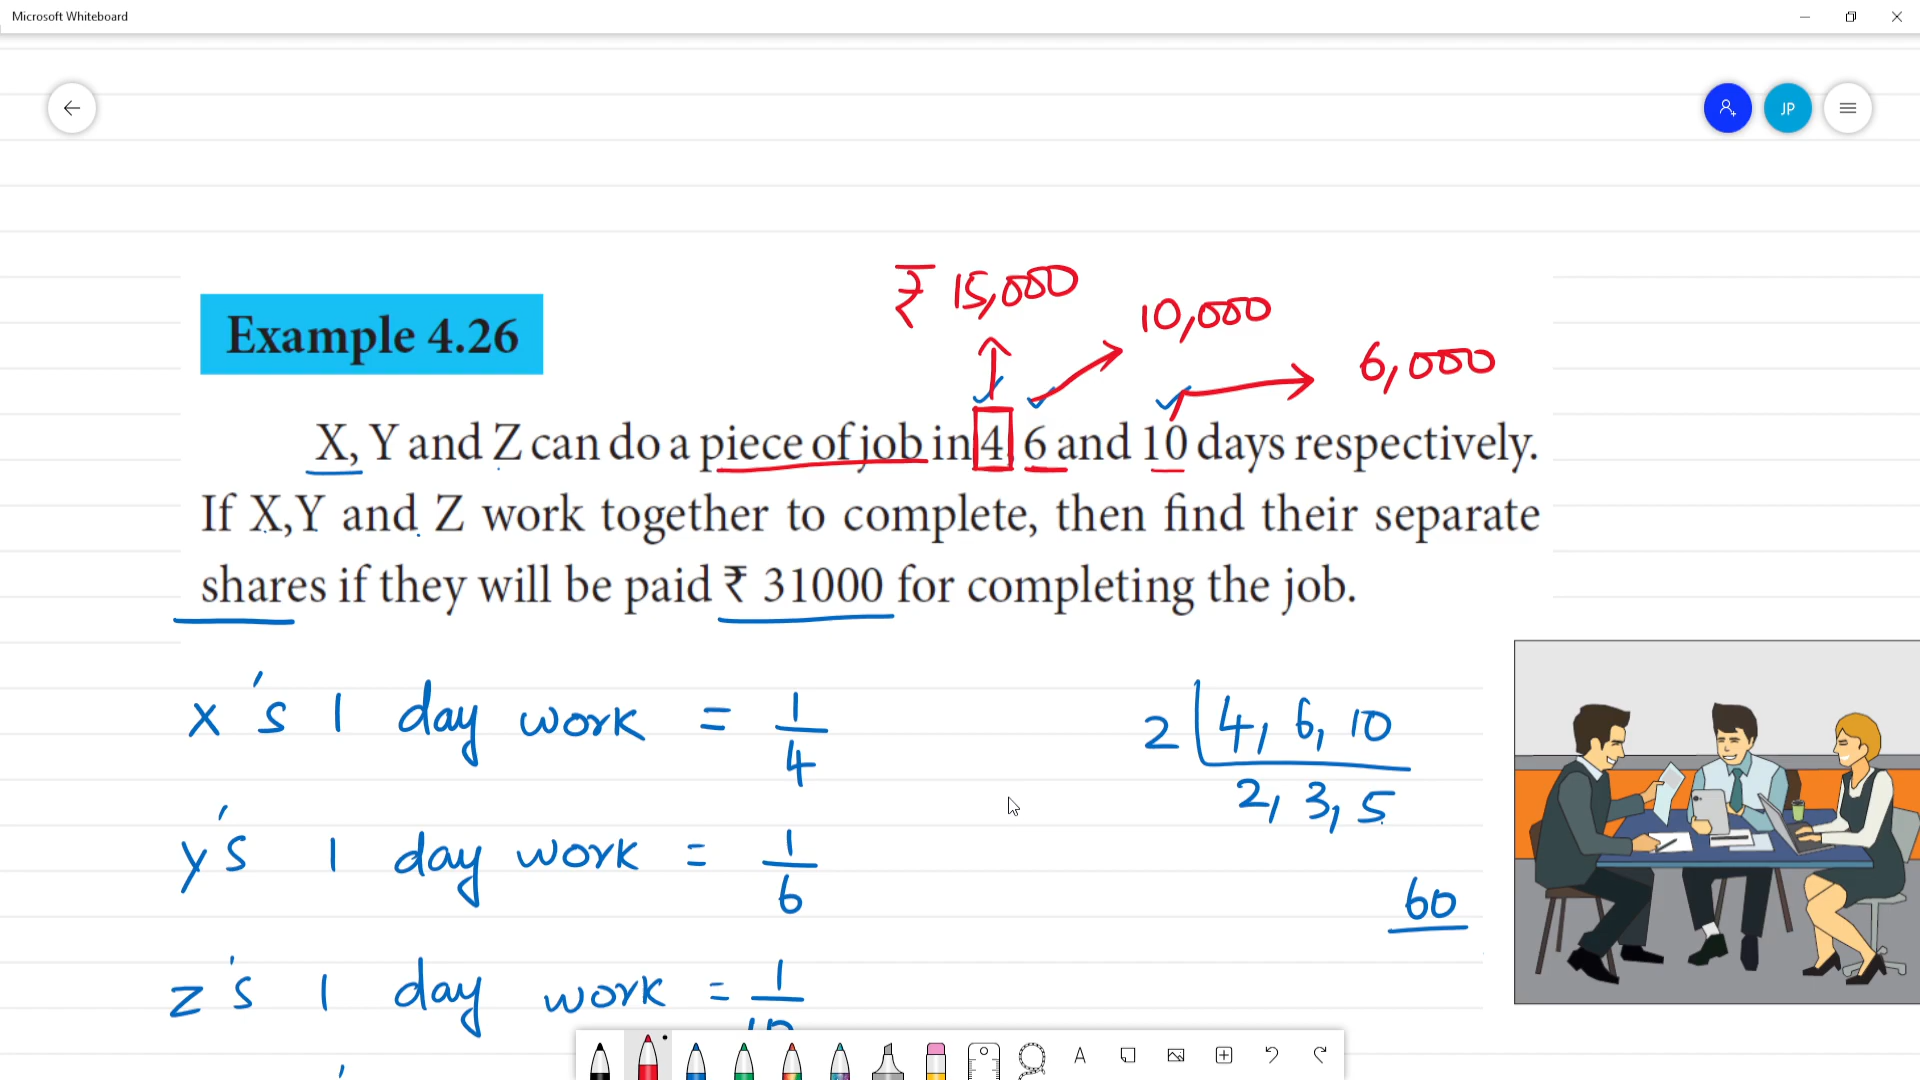 Microsoft Whiteboard
JP
₹ 15,000
10,000
6,000
Example 4.26
X, Y and Z can do a piece of job in 4 6 and 10 days respectively.
If X,Y and Z work together to complete, then find their separate
shares if they will be paid ₹ 31000 for completing the job.
x's 1 day work = 1/4
2 | 4, 6, 10
2, 3, 5
y's 1 day work = 1/6
60
z's 1 day work = 1/10
A